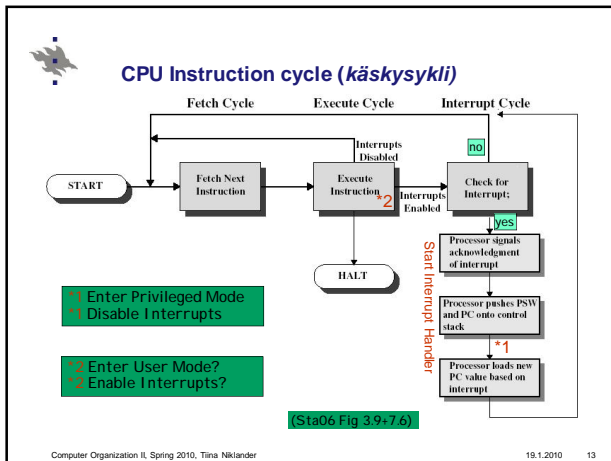 CPU Instruction cycle (käskysykli)
Fetch Cycle
Execute Cycle
Interrupt Cycle
Interrupts
Disabled
no
START
Fetch Next
Instruction
Execute
Instruction
*2
Interrupts
Enabled
Check for
Interrupt;
yes
HALT
Start Interrupt Handler
Processor signals
acknowledgment
of interrupt
Processor pushes PSW
and PC onto control
stack
*1
Processor loads new
PC value based on
interrupt
*1 Enter Privileged Mode
*1 Disable Interrupts
*2 Enter User Mode?
*2 Enable Interrupts?
(Sta06 Fig 3.9+7.6)
Computer Organization II, Spring 2010, Tiina Niklander
19.1.2010
13